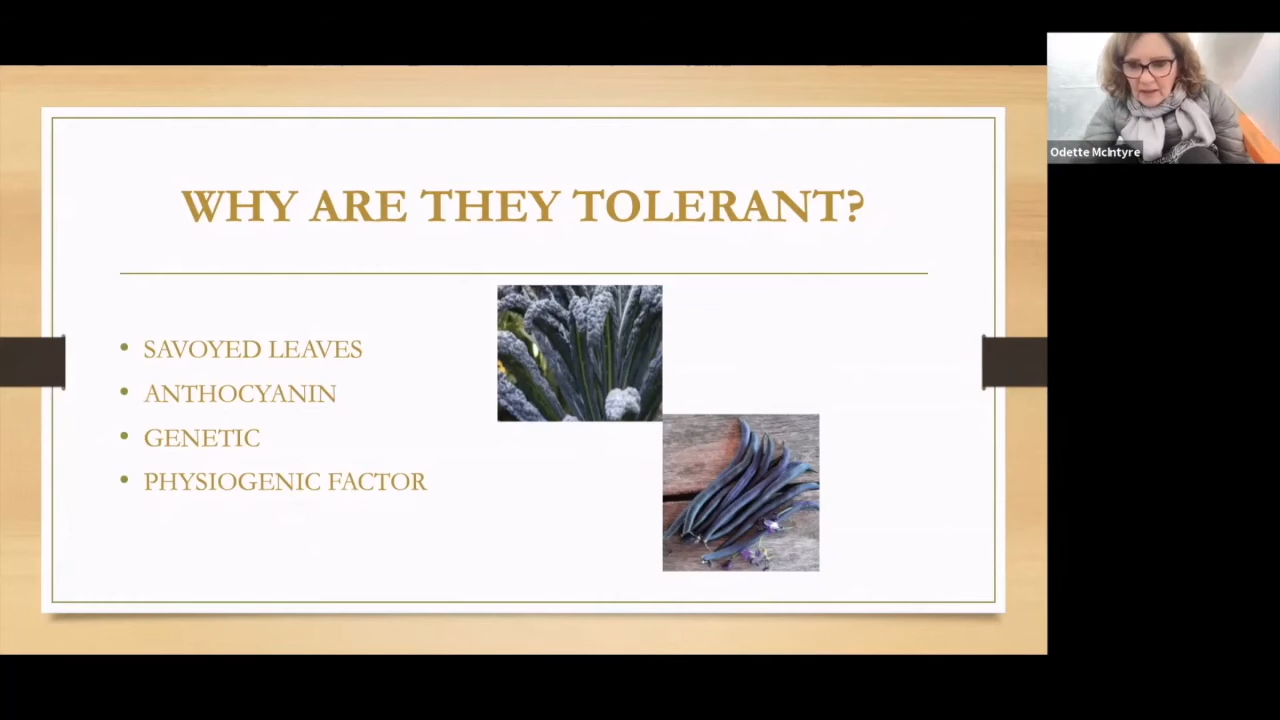 WHY ARE THEY TOLERANT?
SAVOYED LEAVES
ANTHOCYANIN
GENETIC
PHYSIOGENIC FACTOR
Odette McIntyre